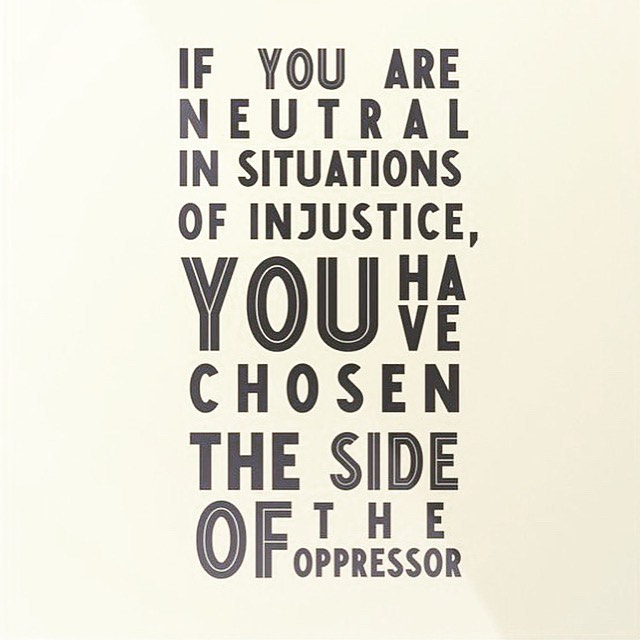 IF YOU ARE
NEUTRAL
IN SITUATIONS
OF INJUSTICE,
YOU HAVE
CHOSEN
THE SIDE
OF THE
OPPRESSOR